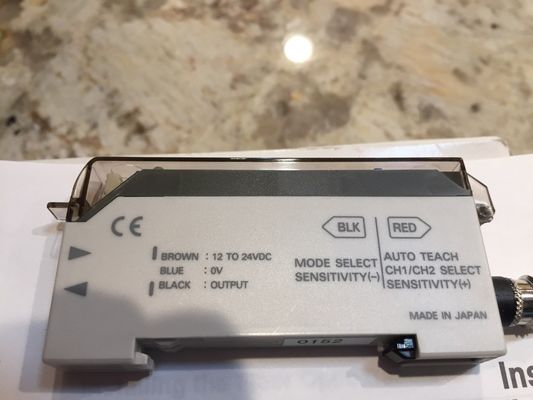 CE
BROWN : 12 TO 24VDC
BLUE : 0V
BLACK : OUTPUT
BLK
RED
MODE SELECT
SENSITIVITY(-)
AUTO TEACH
CH1/CH2 SELECT
SENSITIVITY(+)
MADE IN JAPAN
0152
Ins